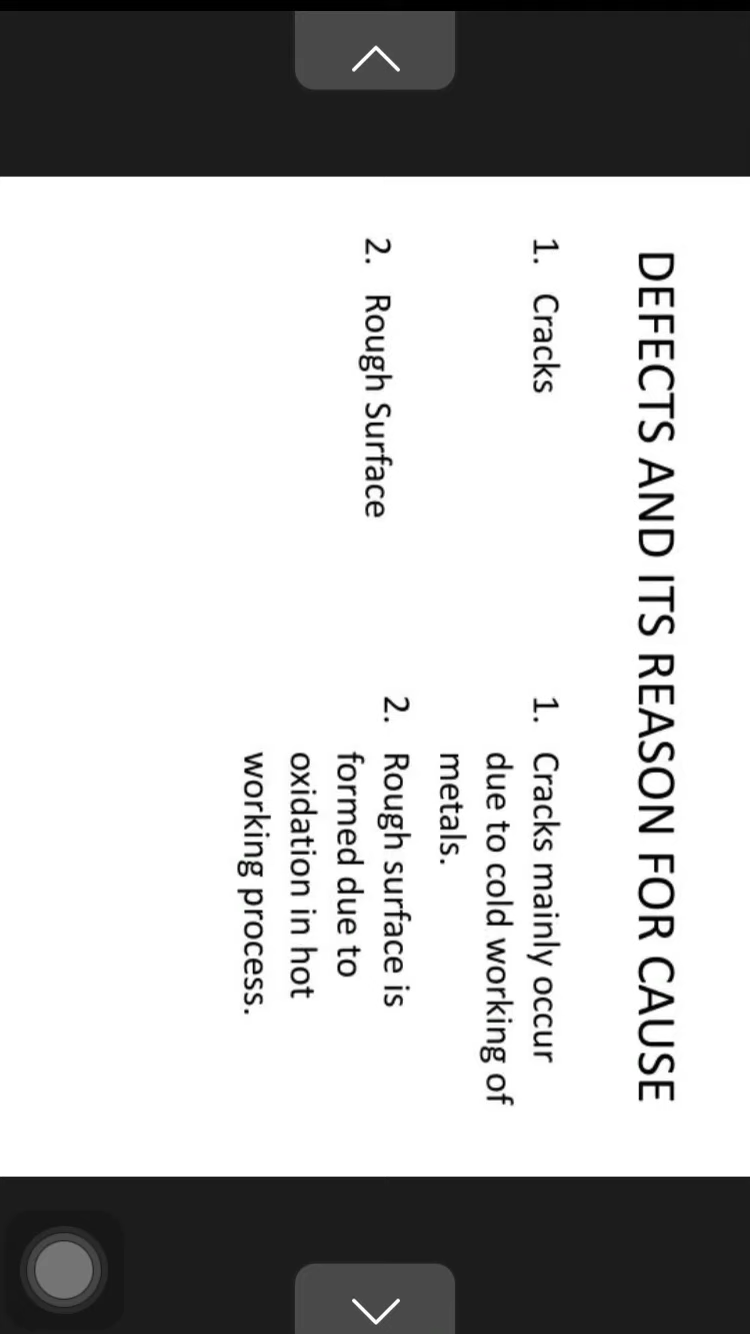 DEFECTS AND ITS REASON FOR CAUSE
1. Cracks
2. Rough Surface
1. Cracks mainly occur
due to cold working of
metals.
2. Rough surface is
formed due to
oxidation in hot
working process.